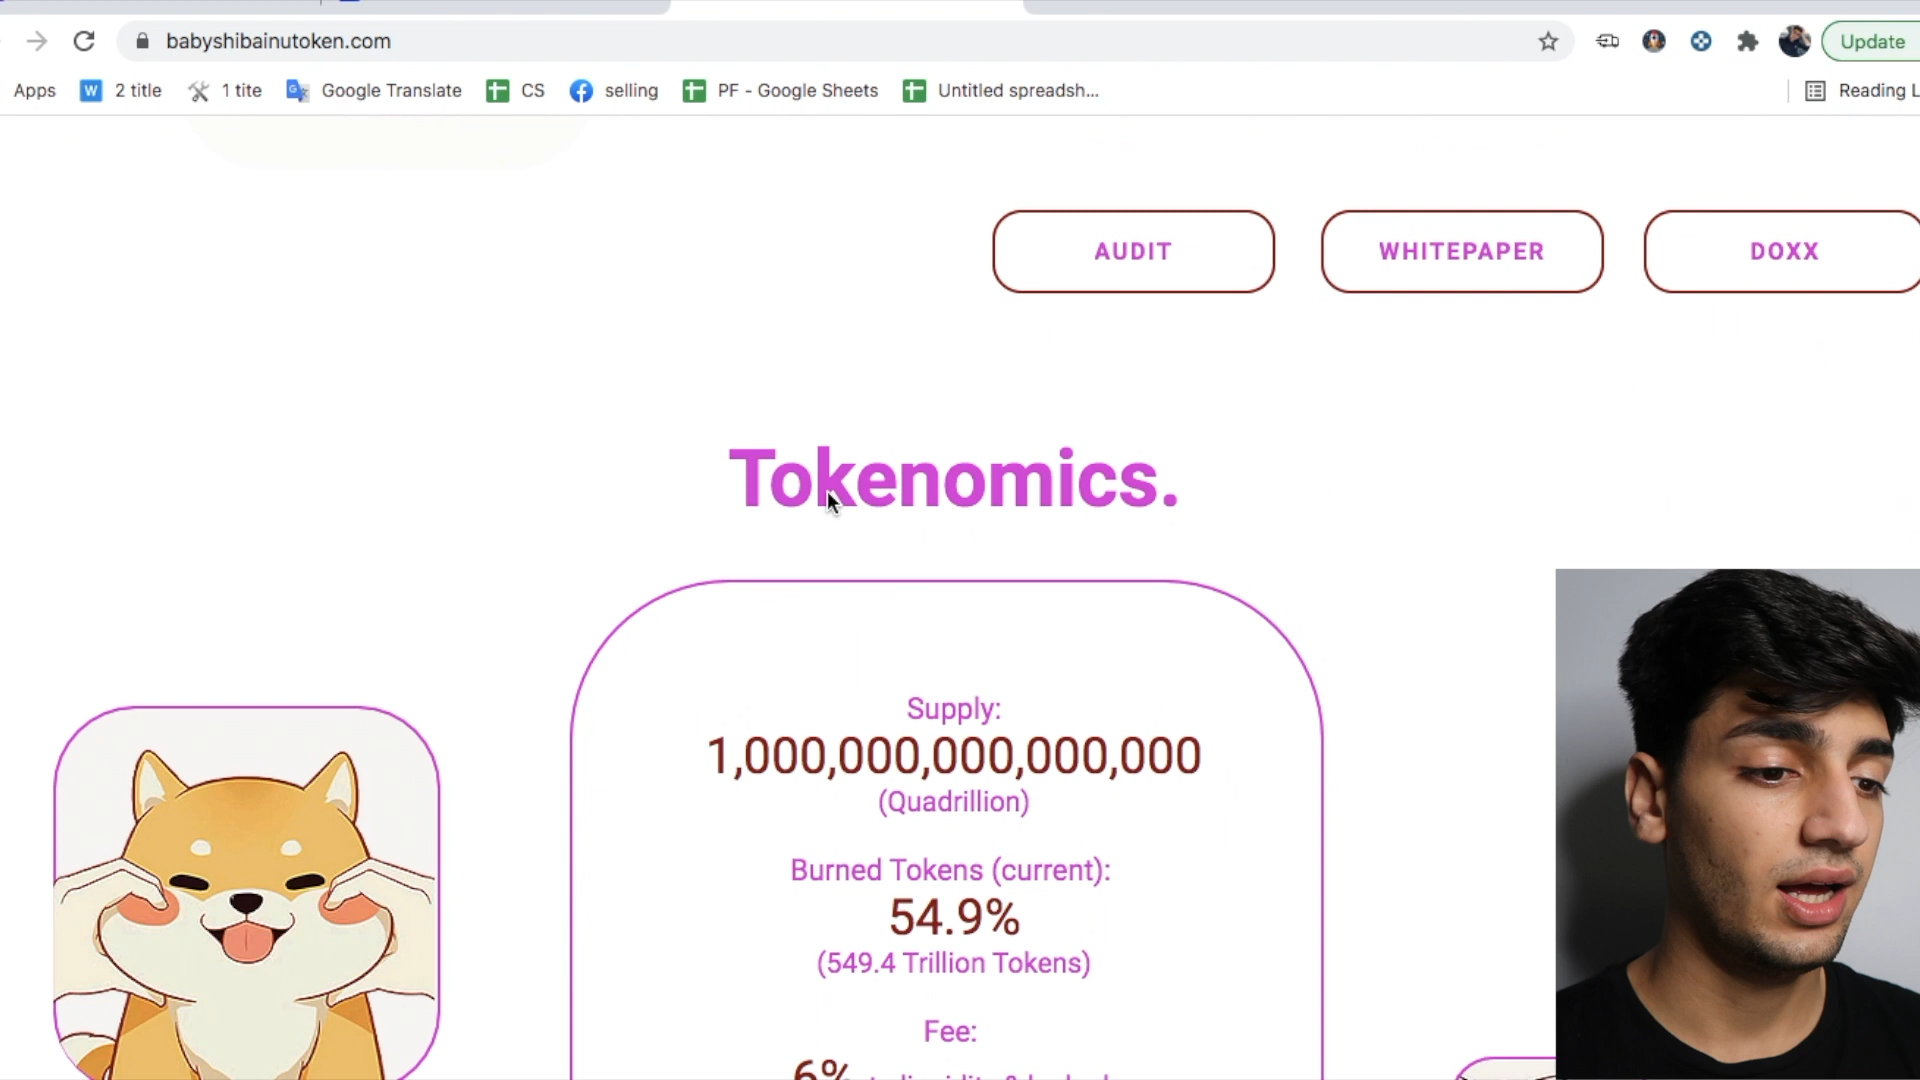 babyshibainutoken.com
Update
Apps
2 title
1 tite
Google Translate
CS
selling
PF - Google Sheets
Untitled spreadsh...
Reading L
AUDIT
WHITEPAPER
DOXX
Tokenomics.
Supply:
1,000,000,000,000,000
(Quadrillion)
Burned Tokens (current):
54.9%
(549.4 Trillion Tokens)
Fee:
6%